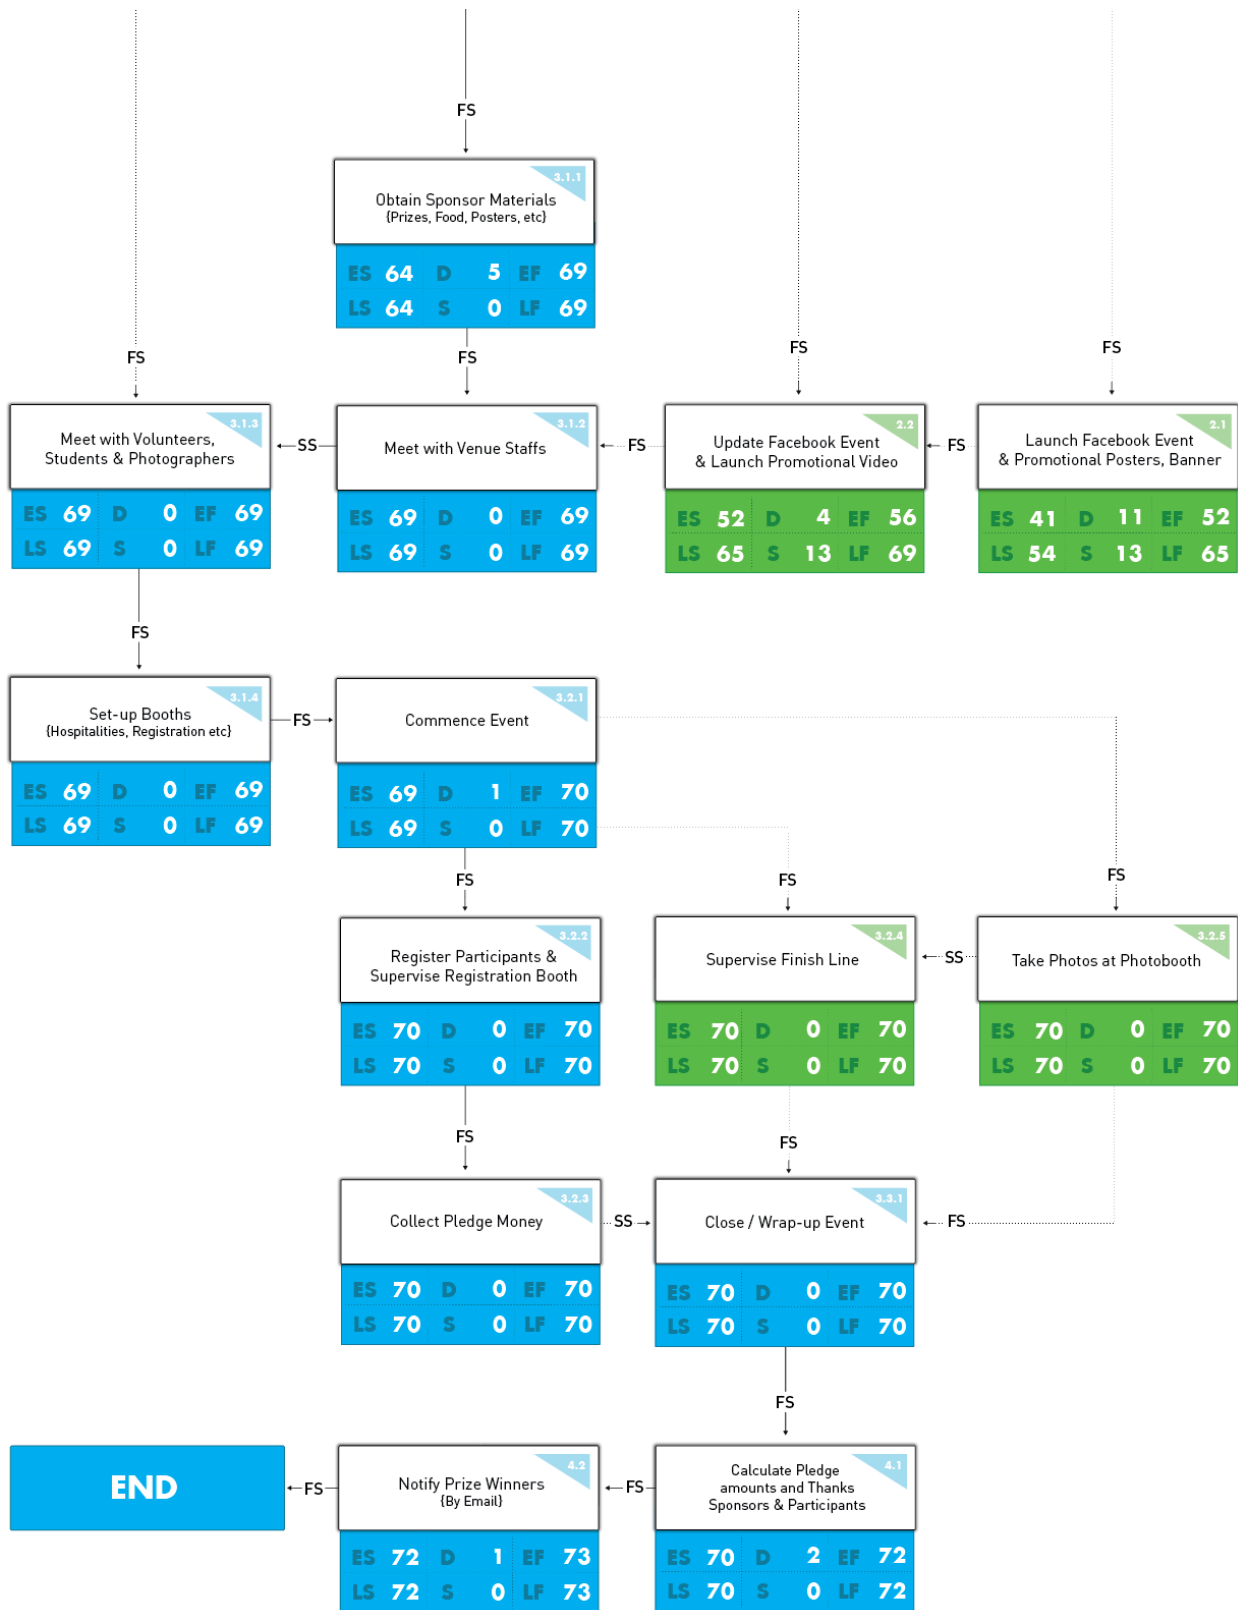 FS
3.1.1
Obtain Sponsor Materials
{Prizes, Food, Posters, etc}
ES 64 D 5 EF 69
LS 64 S 0 LF 69
FS
FS
FS
FS
3.1.3
Meet with Volunteers,
Students & Photographers
ES 69 D 0 EF 69
LS 69 S 0 LF 69
SS
3.1.2
Meet with Venue Staffs
ES 69 D 0 EF 69
LS 69 S 0 LF 69
FS
2.2
Update Facebook Event
& Launch Promotional Video
ES 52 D 4 EF 56
LS 65 S 13 LF 69
FS
2.1
Launch Facebook Event
& Promotional Posters, Banner
ES 41 D 11 EF 52
LS 54 S 13 LF 65
FS
3.1.4
Set-up Booths
{Hospitalities, Registration etc}
ES 69 D 0 EF 69
LS 69 S 0 LF 69
FS
3.2.1
Commence Event
ES 69 D 1 EF 70
LS 69 S 0 LF 70
FS
FS
FS
3.2.2
Register Participants &
Supervise Registration Booth
ES 70 D 0 EF 70
LS 70 S 0 LF 70
3.2.4
Supervise Finish Line
ES 70 D 0 EF 70
LS 70 S 0 LF 70
SS
3.2.5
Take Photos at Photobooth
ES 70 D 0 EF 70
LS 70 S 0 LF 70
FS
FS
3.2.3
Collect Pledge Money
ES 70 D 0 EF 70
LS 70 S 0 LF 70
SS
3.3.1
Close / Wrap-up Event
ES 70 D 0 EF 70
LS 70 S 0 LF 70
FS
FS
END
FS
4.2
Notify Prize Winners
{By Email}
ES 72 D 1 EF 73
LS 72 S 0 LF 73
FS
4.1
Calculate Pledge
amounts and Thanks
Sponsors & Participants
ES 70 D 2 EF 72
LS 70 S 0 LF 72